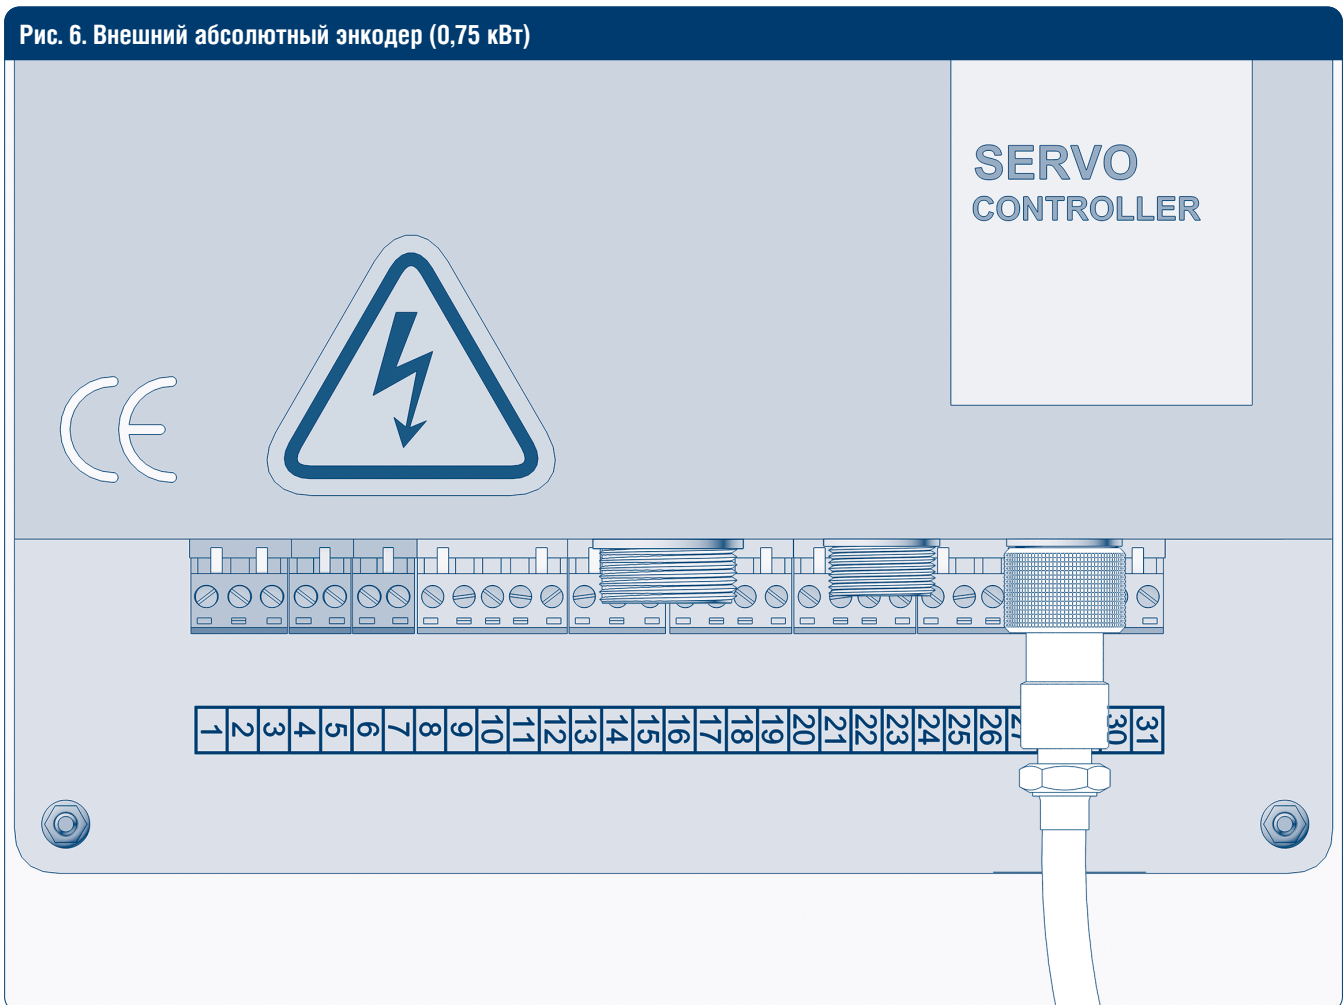 Рис. 6. Внешний абсолютный энкодер (0,75 кВт)
SERVO
CONTROLLER
CE
1 2 3 4 5 6 7 8 9 10 11 12 13 14 15 16 17 18 19 20 21 22 23 24 25 26 30 31